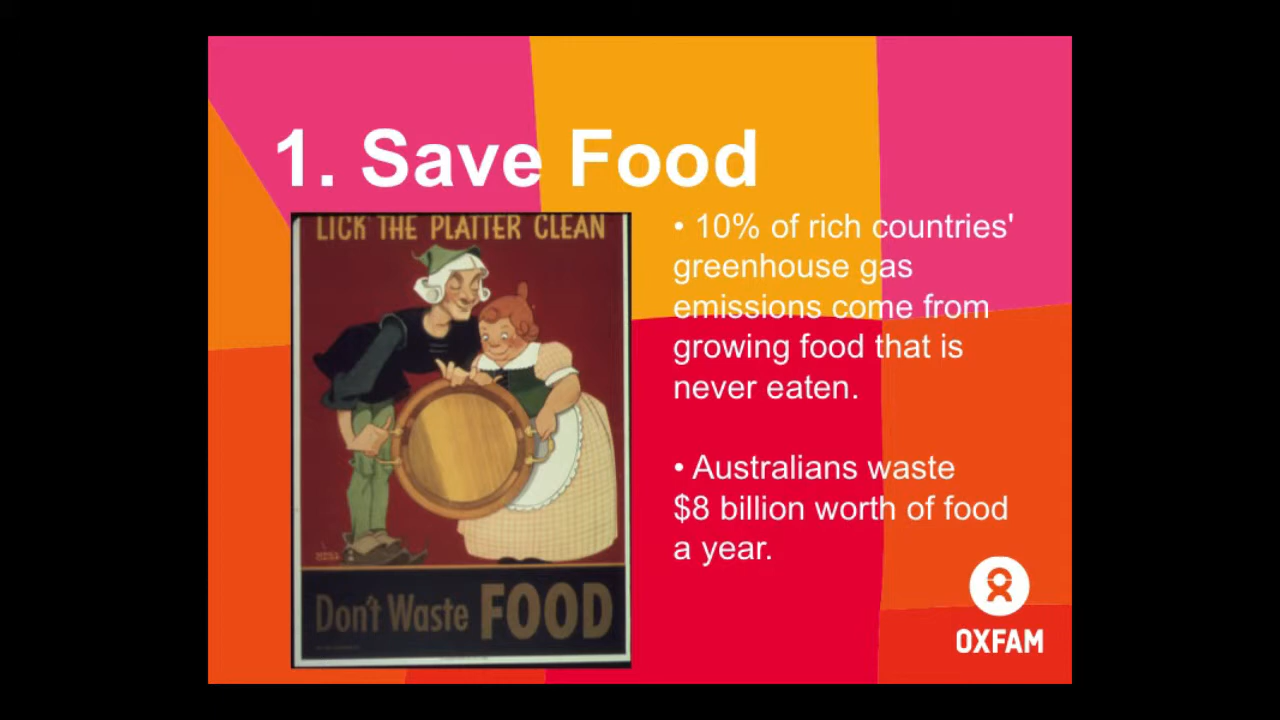 1. Save Food
LICK THE PLATTER CLEAN
Don't Waste FOOD
• 10% of rich countries'
greenhouse gas
emissions come from
growing food that is
never eaten.
• Australians waste
$8 billion worth of food
a year.
OXFAM